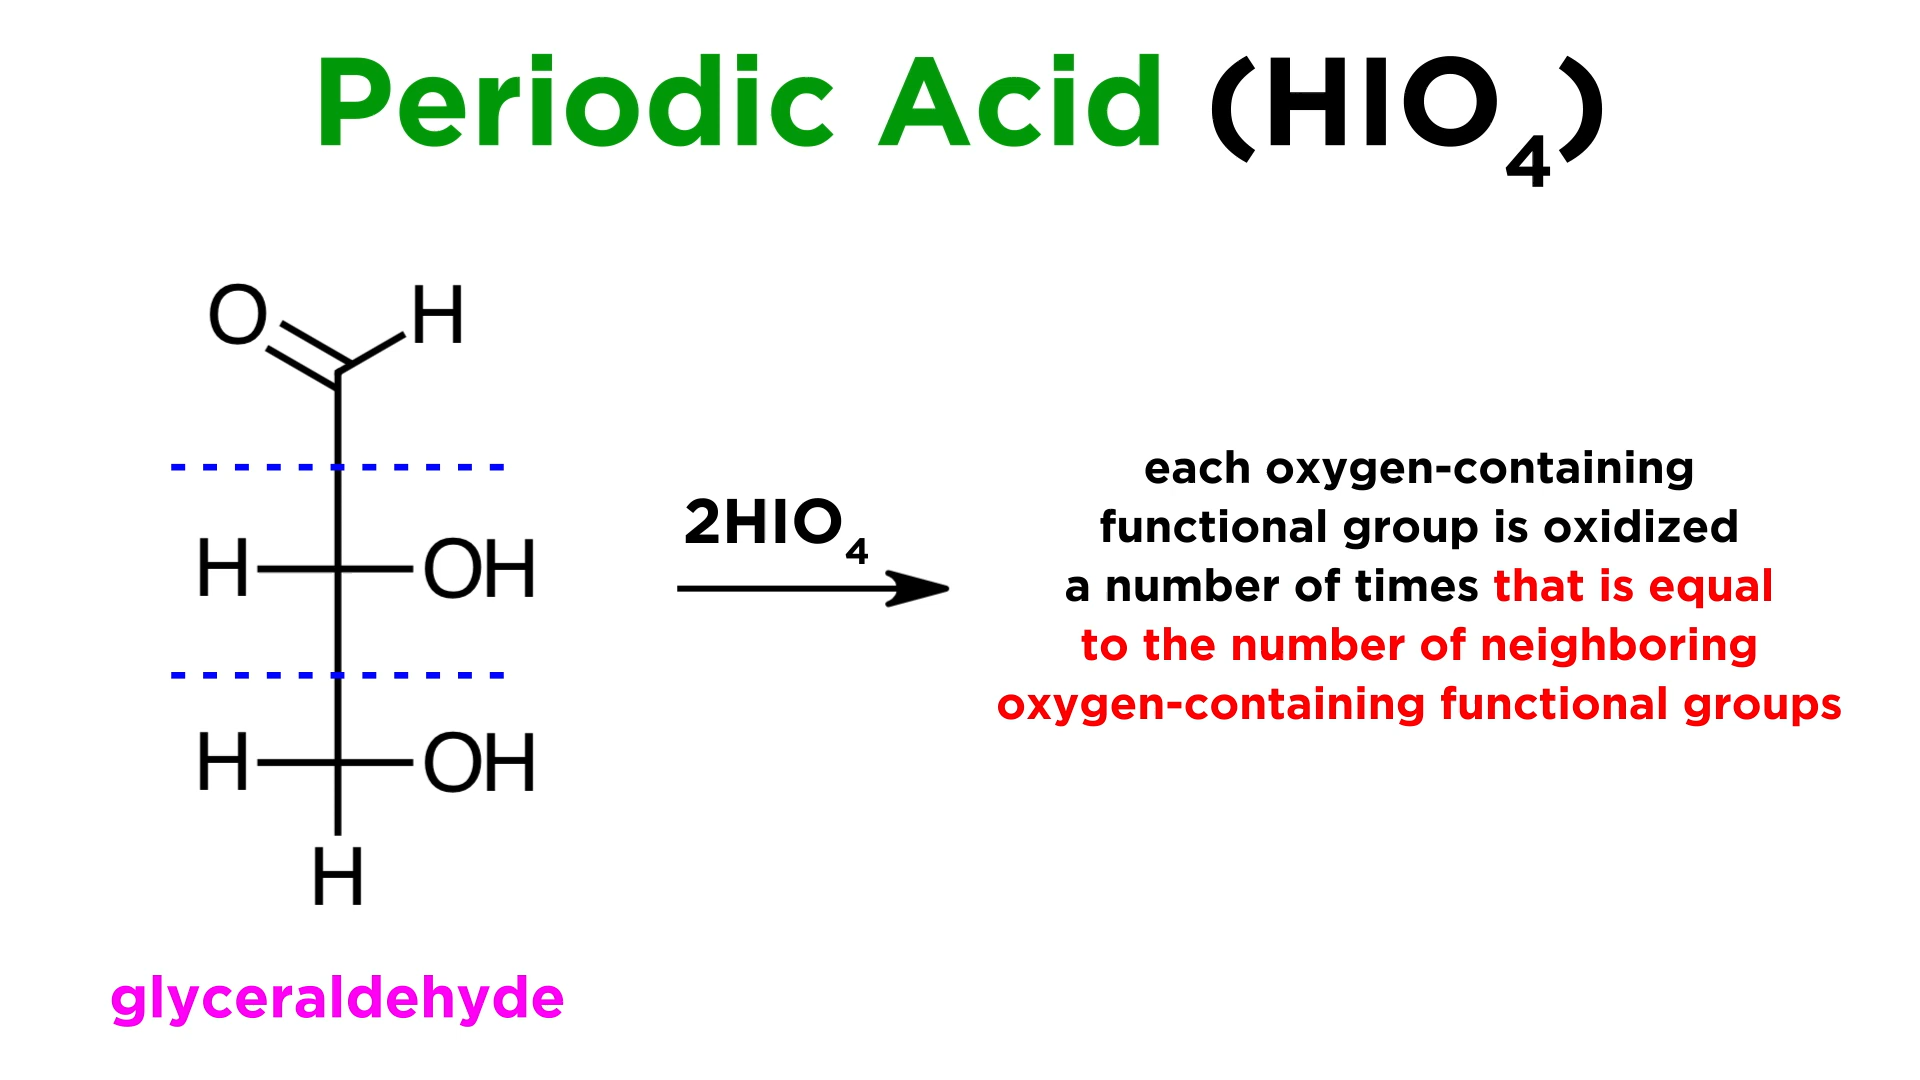 Periodic Acid (HIO₄)
O H
H OH
H OH
H
glyceraldehyde
2HIO₄
each oxygen-containing
functional group is oxidized
a number of times that is equal
to the number of neighboring
oxygen-containing functional groups